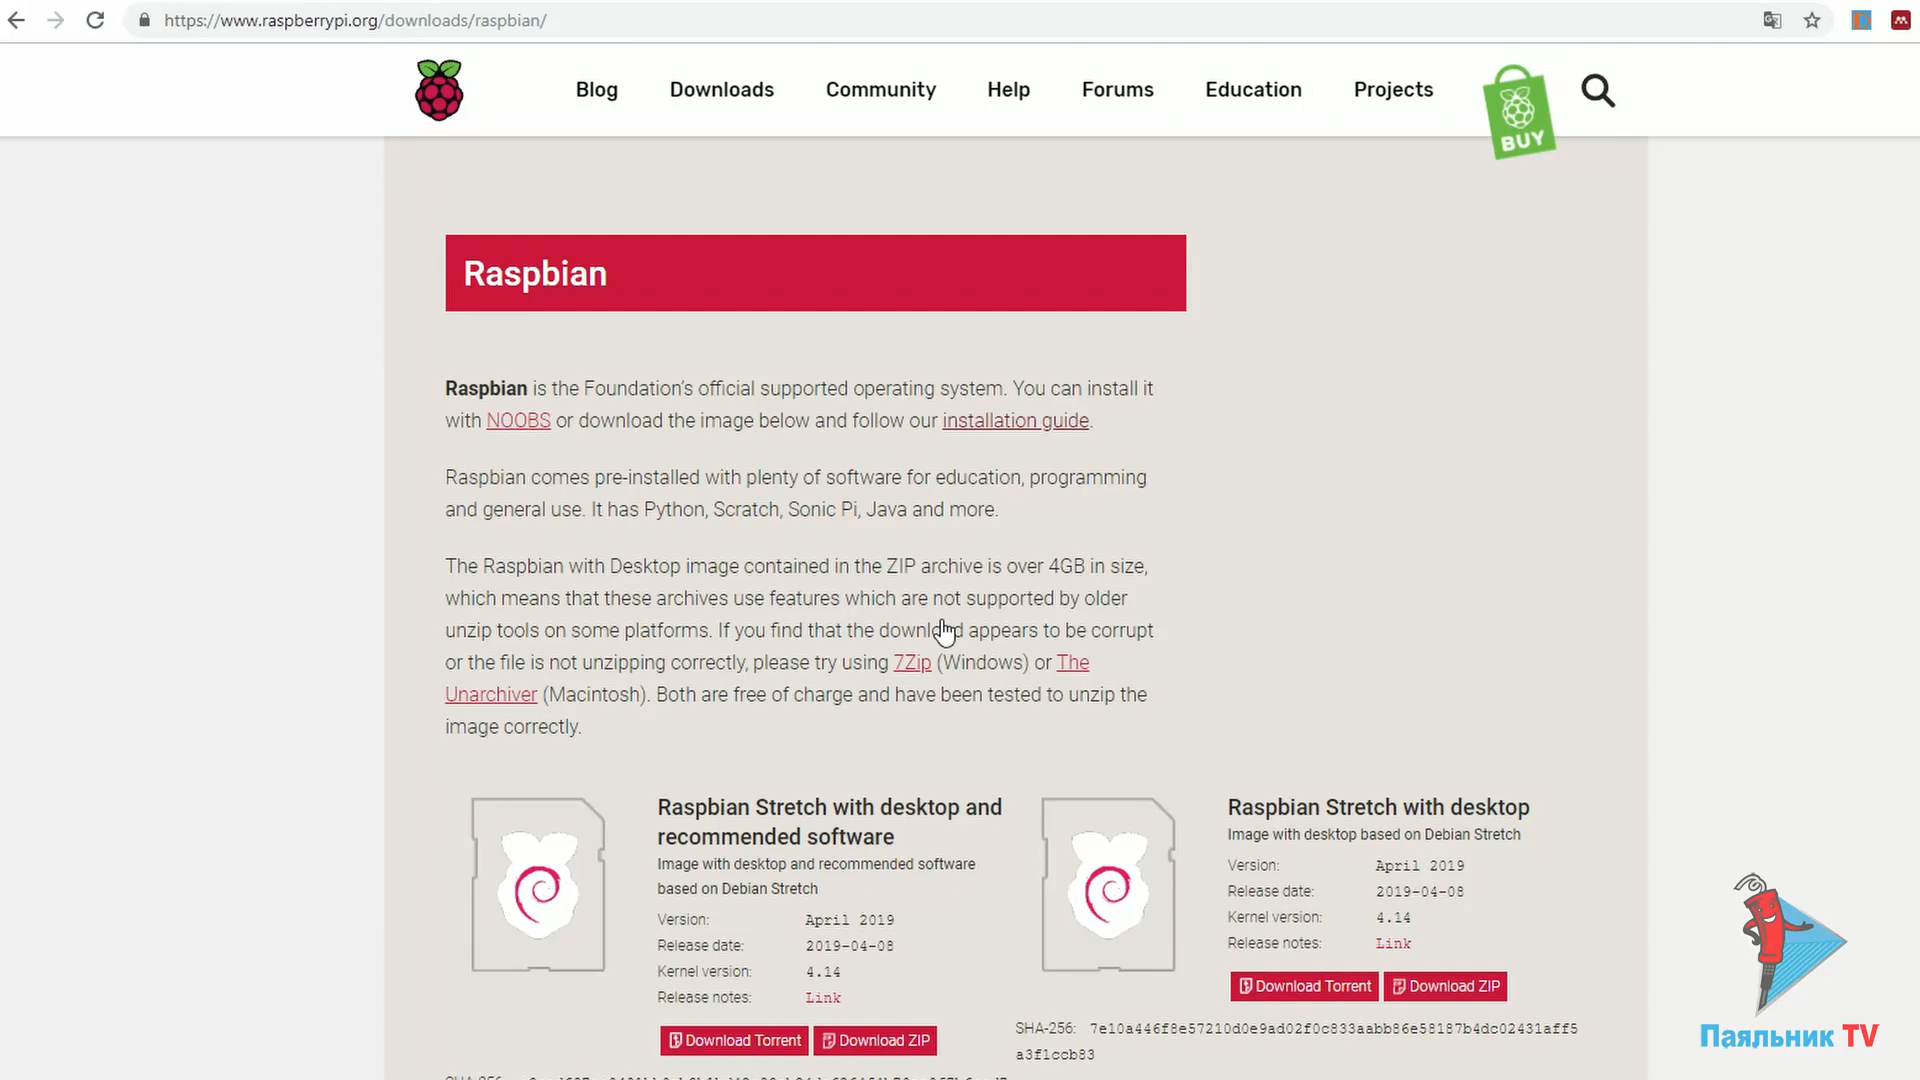 https://www.raspberrypi.org/downloads/raspbian/
Blog Downloads Community Help Forums Education Projects BUY
Raspbian
Raspbian is the Foundation's official supported operating system. You can install it
with NOOBS or download the image below and follow our installation guide.
Raspbian comes pre-installed with plenty of software for education, programming
and general use. It has Python, Scratch, Sonic Pi, Java and more.
The Raspbian with Desktop image contained in the ZIP archive is over 4GB in size,
which means that these archives use features which are not supported by older
unzip tools on some platforms. If you find that the download appears to be corrupt
or the file is not unzipping correctly, please try using 7Zip (Windows) or The
Unarchiver (Macintosh). Both are free of charge and have been tested to unzip the
image correctly.
Raspbian Stretch with desktop and
recommended software
Image with desktop and recommended software
based on Debian Stretch
Version: April 2019
Release date: 2019-04-08
Kernel version: 4.14
Release notes: Link
Download Torrent Download ZIP
Raspbian Stretch with desktop
Image with desktop based on Debian Stretch
Version: April 2019
Release date: 2019-04-08
Kernel version: 4.14
Release notes: Link
Download Torrent Download ZIP
SHA-256: 7e10a446f8e57210d0e9ad02f0c833aabb86e58187b4dc02431aff5
a3f1ccb83
Паяльник TV